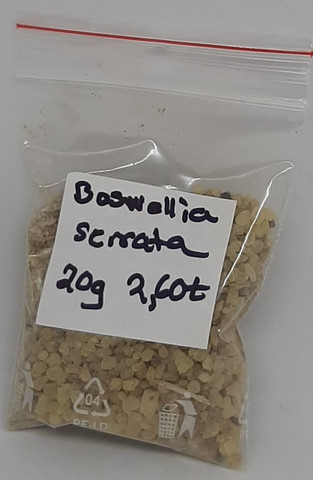 Boswellia
serrata
20g 2,60€
04
PE-LD